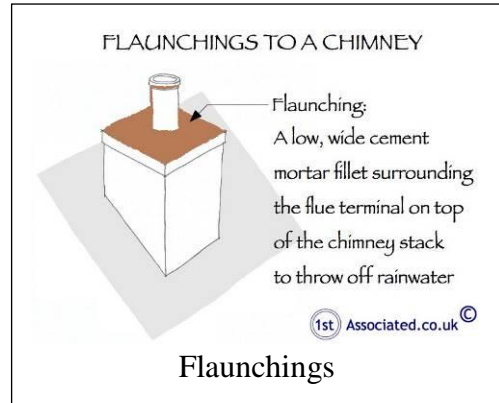 FLAUNCHINGS TO A CHIMNEY
Flaunching:
A low, wide cement
mortar fillet surrounding
the flue terminal on top
of the chimney stack
to throw off rainwater
1st Associated.co.uk ©
Flaunchings